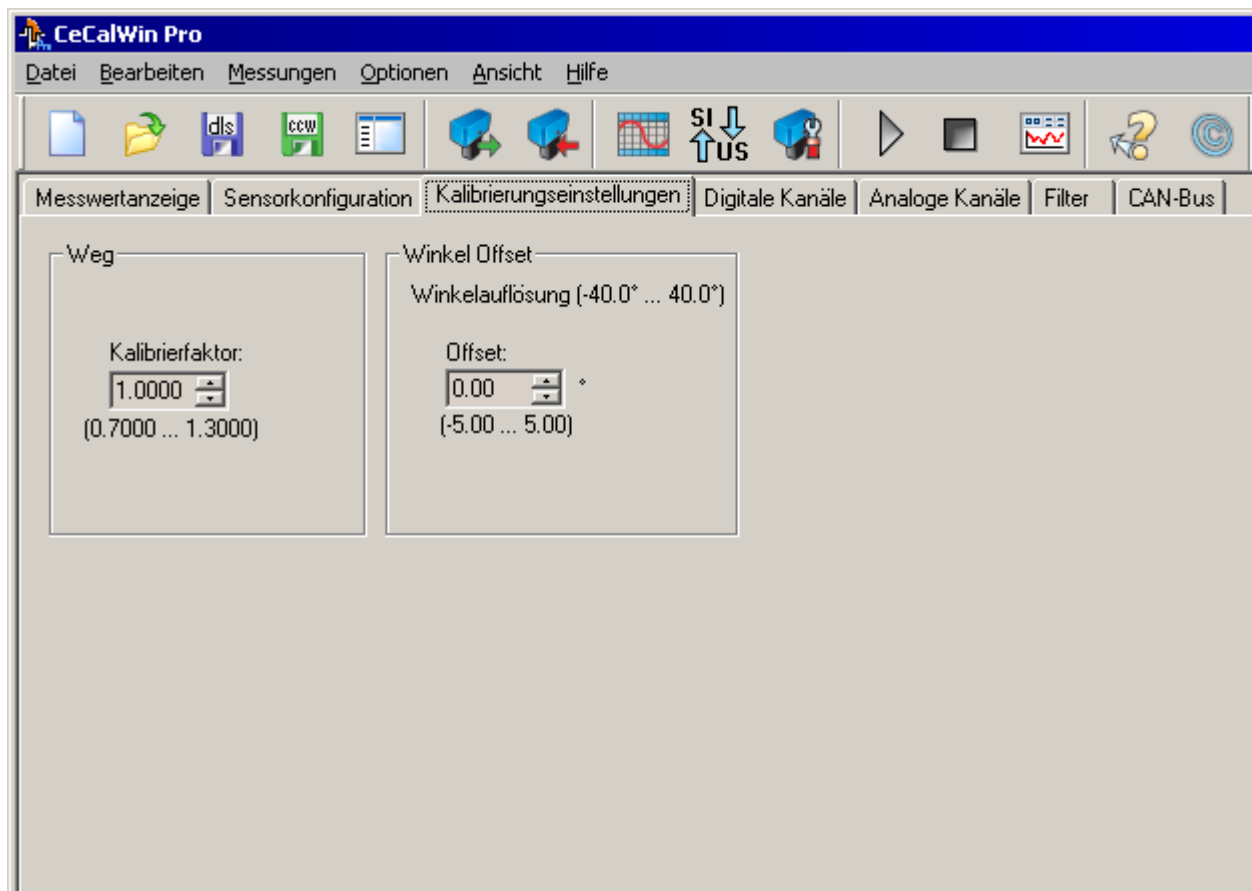 CeCalWin Pro
Datei Bearbeiten Messungen Optionen Ansicht Hilfe
dls ccw SI US
Messwertanzeige Sensorkonfiguration Kalibrierungseinstellungen Digitale Kanäle Analoge Kanäle Filter CAN-Bus
Weg
Kalibrierfaktor:
1.0000
(0.7000 ... 1.3000)
Winkel Offset
Winkelauflösung (-40.0° ... 40.0°)
Offset:
0.00 °
(-5.00 ... 5.00)